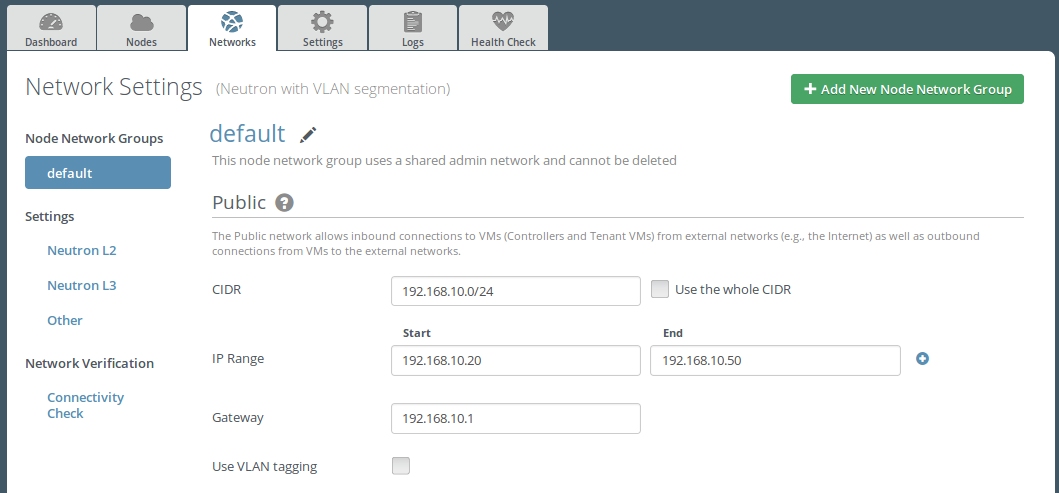 Dashboard
Nodes
Networks
Settings
Logs
Health Check
Network Settings (Neutron with VLAN segmentation)
Add New Node Network Group
Node Network Groups
default
Settings
Neutron L2
Neutron L3
Other
Network Verification
Connectivity
Check
default
This node network group uses a shared admin network and cannot be deleted
Public ?
The Public network allows inbound connections to VMs (Controllers and Tenant VMs) from external networks (e.g., the Internet) as well as outbound
connections from VMs to the external networks.
CIDR 192.168.10.0/24 Use the whole CIDR
Start End
IP Range 192.168.10.20 192.168.10.50
Gateway 192.168.10.1
Use VLAN tagging